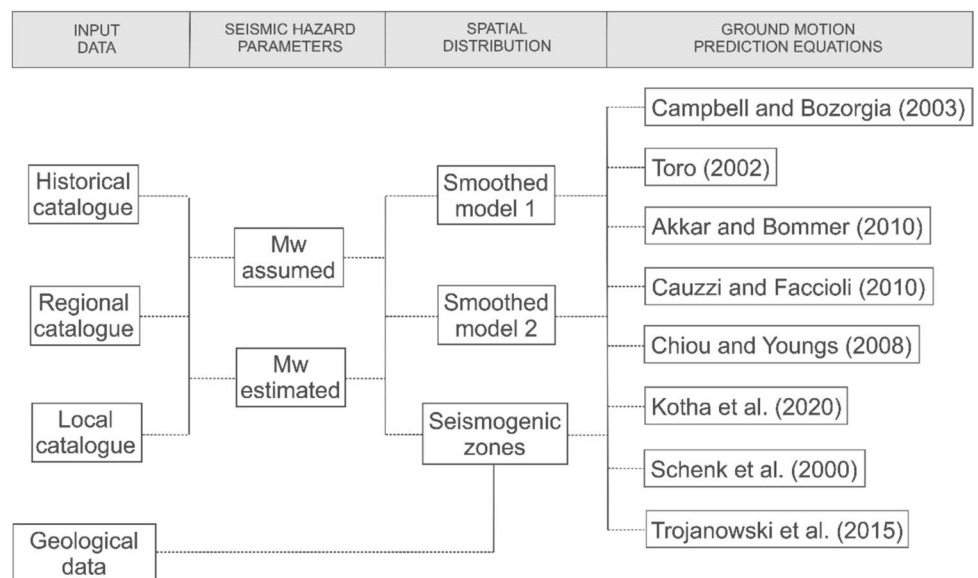 INPUT
DATA
SEISMIC HAZARD
PARAMETERS
SPATIAL
DISTRIBUTION
GROUND MOTION
PREDICTION EQUATIONS
Historical
catalogue
Regional
catalogue
Local
catalogue
Geological
data
Mw
assumed
Mw
estimated
Smoothed
model 1
Smoothed
model 2
Seismogenic
zones
Campbell and Bozorgia (2003)
Toro (2002)
Akkar and Bommer (2010)
Cauzzi and Faccioli (2010)
Chiou and Youngs (2008)
Kotha et al. (2020)
Schenk et al. (2000)
Trojanowski et al. (2015)